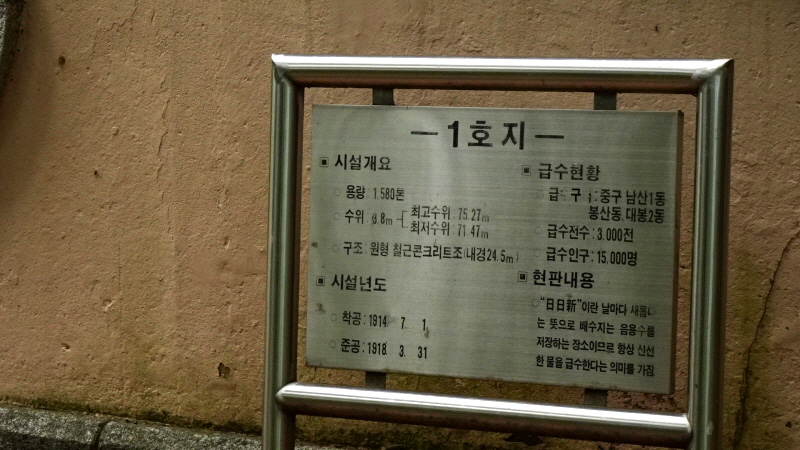 －1호지－
▣ 시설개요
○ 용량 : 1.580톤
○ 수위 : 3.8m 최고수위 75.27m
최저수위 71.47m
○ 구조 : 원형 철근콘크리트조(내경24.5m)
▣ 시설년도
○ 착공 : 1914. 7. 1.
○ 준공 : 1918. 3. 31
▣ 급수현황
급 구 : 중구 남산1동
봉산동, 대봉2동
○ 급수전수 : 3,000전
○ 급수인구 : 15,000명
▣ 현판내용
○ "日日新"이란 날마다 새롭다
는 뜻으로 배수지는 음용수를
저장하는 장소이므로 항상 신선
한 물을 급수한다는 의미를 가짐